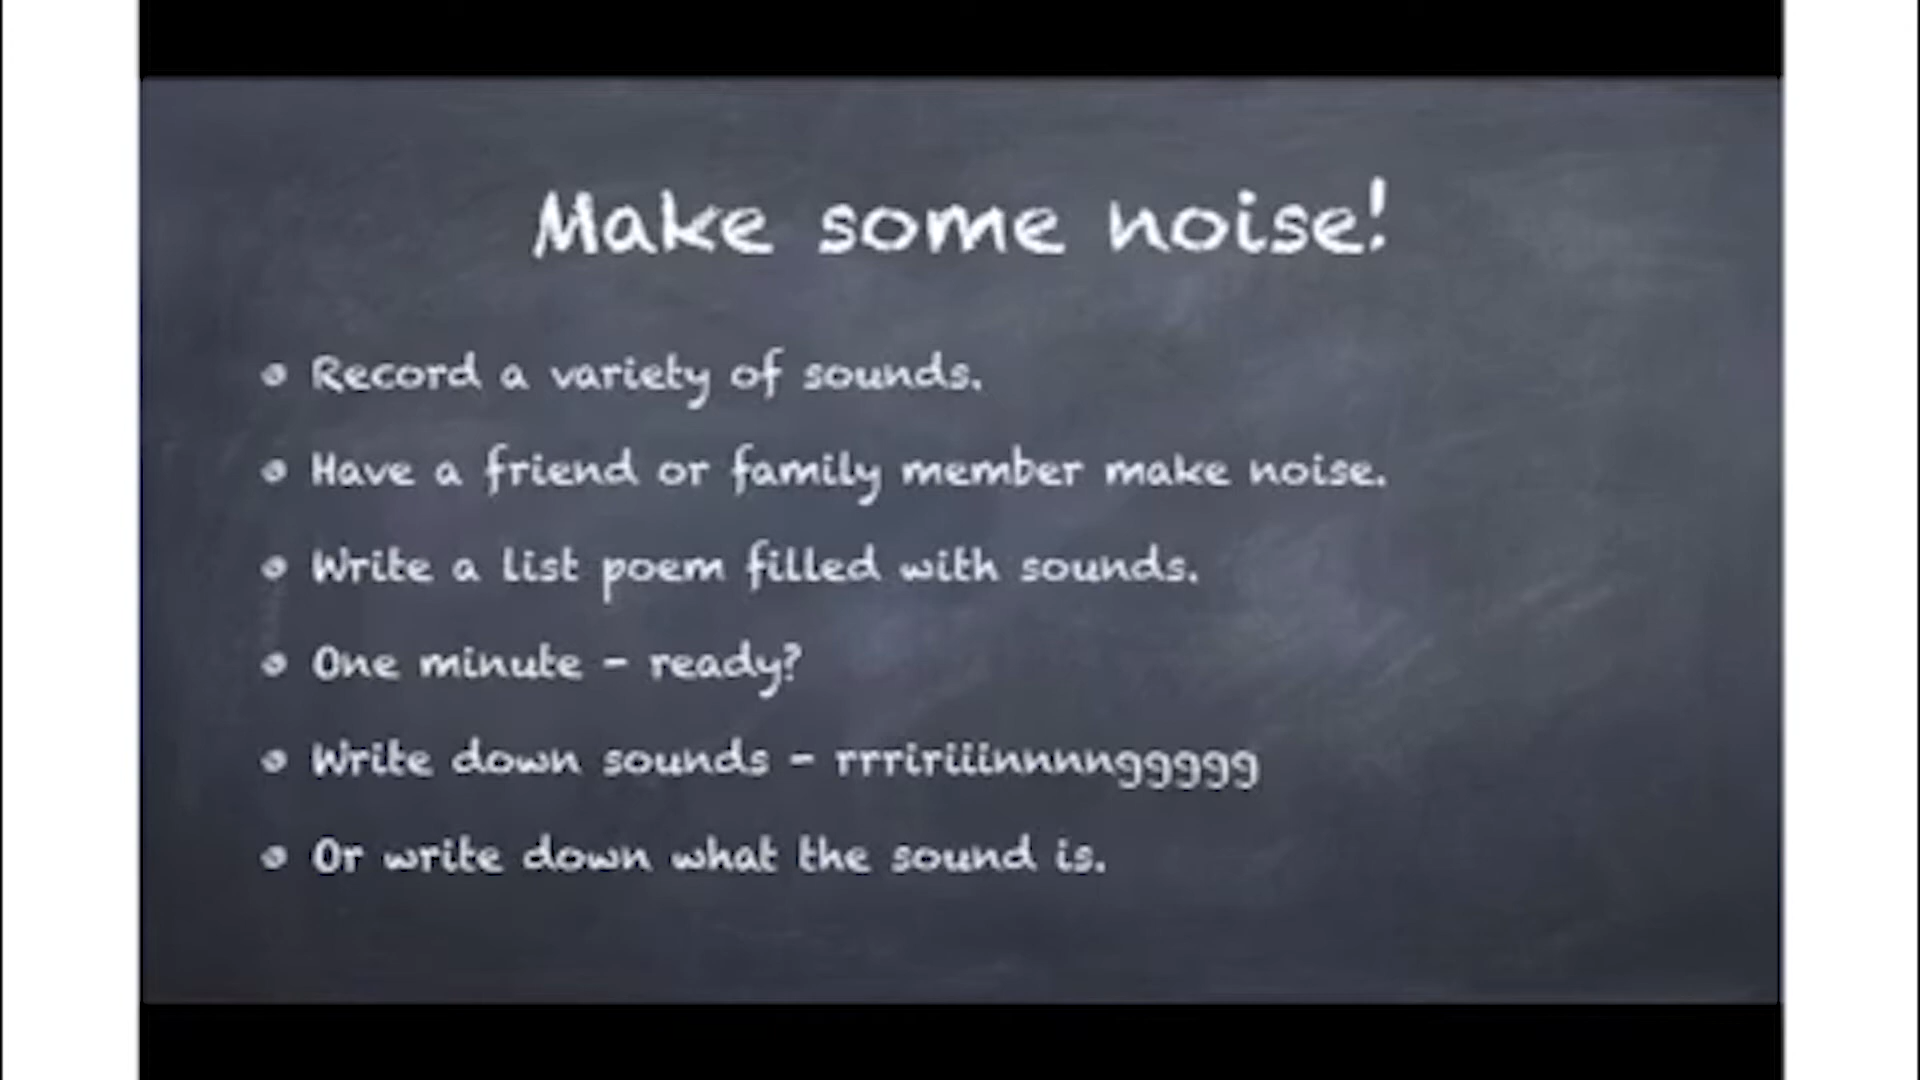 Make some noise!
Record a variety of sounds.
Have a friend or family member make noise.
Write a list poem filled with sounds.
One minute - ready?
Write down sounds - rrririiinnnnggggg
Or write down what the sound is.